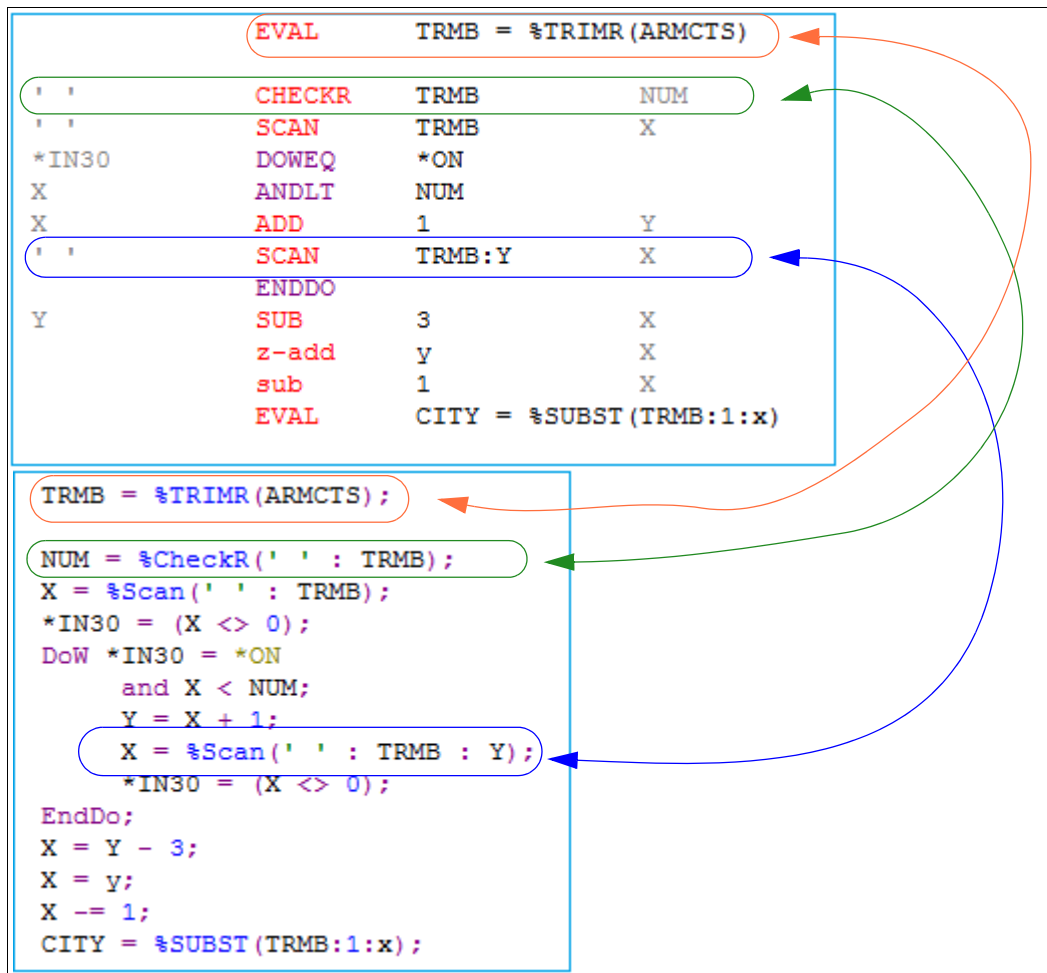 EVAL TRMB = %TRIMR(ARMCTS)
' ' CHECKR TRMB NUM
' ' SCAN TRMB X
*IN30 DOWEQ *ON
X ANDLT NUM
X ADD 1 Y
' ' SCAN TRMB:Y X
ENDDO
Y SUB 3 X
z-add y X
sub 1 X
EVAL CITY = %SUBST(TRMB:1:x)
TRMB = %TRIMR(ARMCTS);
NUM = %CheckR(' ' : TRMB);
X = %Scan(' ' : TRMB);
*IN30 = (X <> 0);
DoW *IN30 = *ON
and X < NUM;
Y = X + 1;
X = %Scan(' ' : TRMB : Y);
*IN30 = (X <> 0);
EndDo;
X = Y - 3;
X = y;
X -= 1;
CITY = %SUBST(TRMB:1:x);